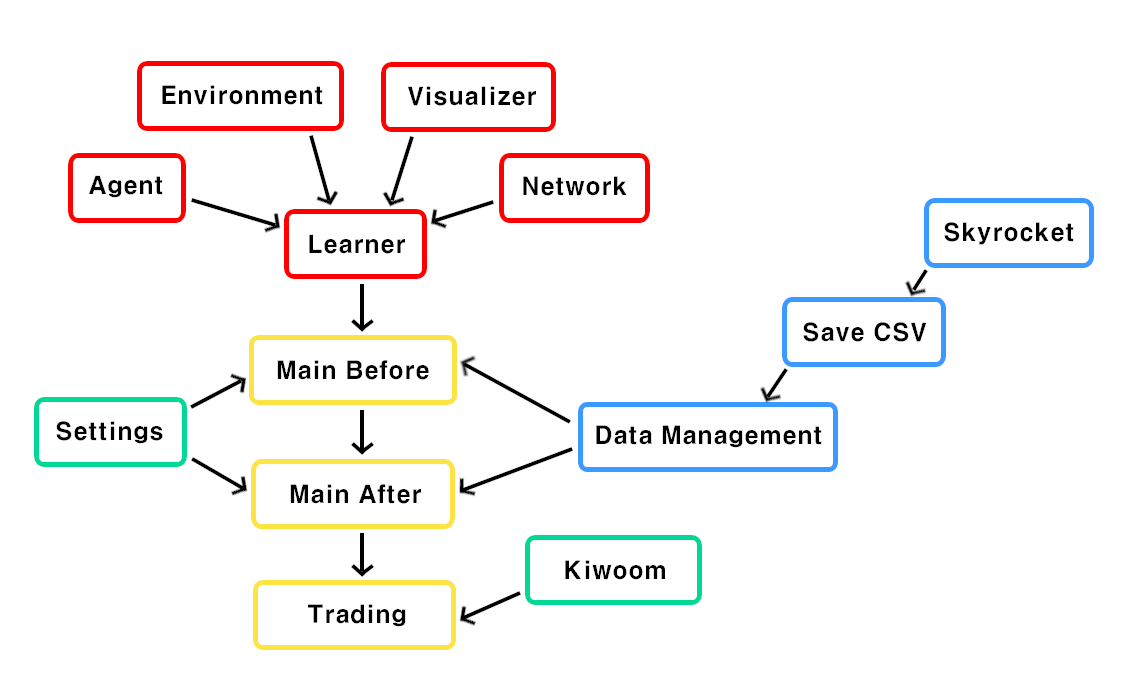 Environment
Visualizer
Agent
Network
Learner
Skyrocket
Save CSV
Main Before
Settings
Data Management
Main After
Kiwoom
Trading